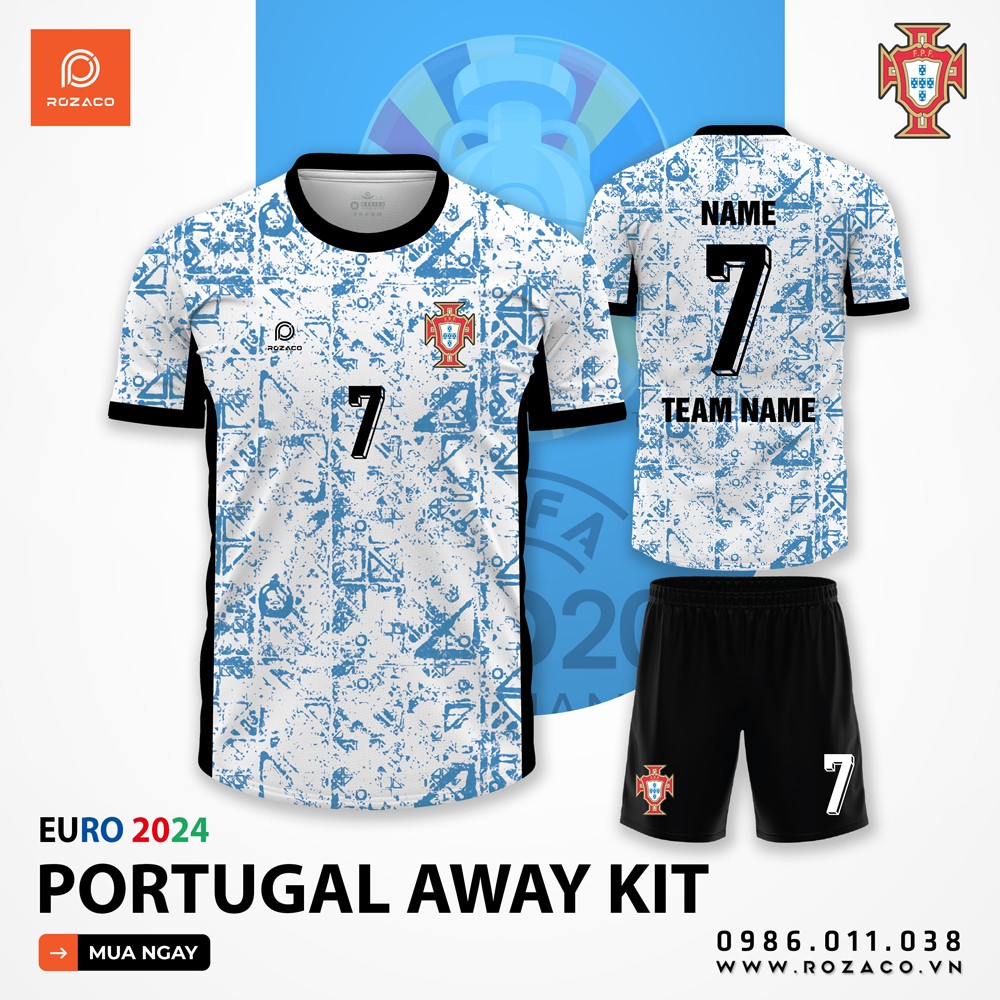 ROZACO
F.P.F.
NAME
7
TEAM NAME
ROZACO
F.P.F.
7
FA
7
EURO 2024
PORTUGAL AWAY KIT
→ MUA NGAY
0986.011.038
WWW.ROZACO.VN